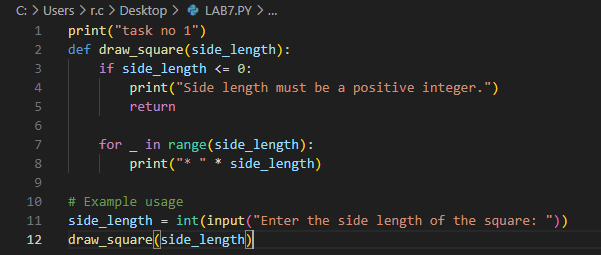 C: > Users > r.c > Desktop > LAB7.PY > ...
1 print("task no 1")
2 def draw_square(side_length):
3     if side_length <= 0:
4         print("Side length must be a positive integer.")
5         return
6
7     for _ in range(side_length):
8         print("* " * side_length)
9
10 # Example usage
11 side_length = int(input("Enter the side length of the square: "))
12 draw_square(side_length)